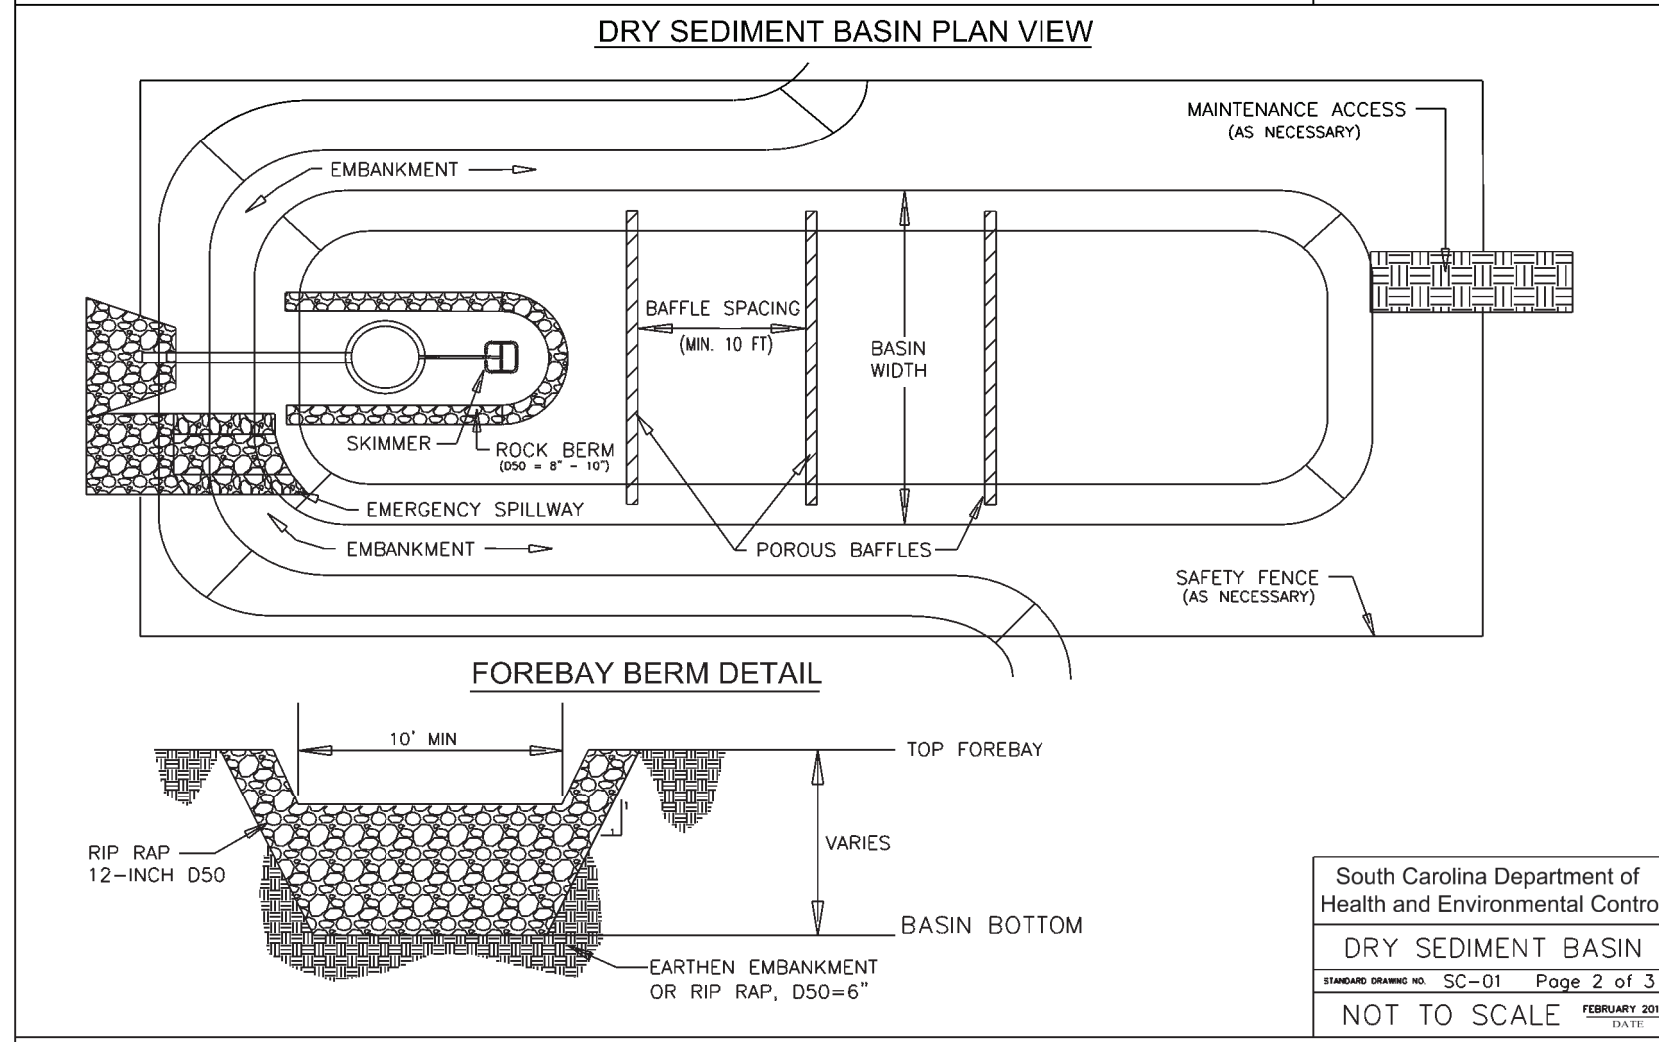 DRY SEDIMENT BASIN PLAN VIEW
MAINTENANCE ACCESS
(AS NECESSARY)
EMBANKMENT
BAFFLE SPACING
(MIN. 10 FT)
BASIN
WIDTH
SKIMMER
ROCK BERM
(D50 = 8" - 10")
EMERGENCY SPILLWAY
EMBANKMENT
POROUS BAFFLES
SAFETY FENCE
(AS NECESSARY)
FOREBAY BERM DETAIL
10' MIN
TOP FOREBAY
1
1
VARIES
RIP RAP
12-INCH D50
BASIN BOTTOM
EARTHEN EMBANKMENT
OR RIP RAP, D50=6"
South Carolina Department of
Health and Environmental Contro
DRY SEDIMENT BASIN
STANDARD DRAWING NO. SC-01 Page 2 of 3
NOT TO SCALE FEBRUARY 201
DATE